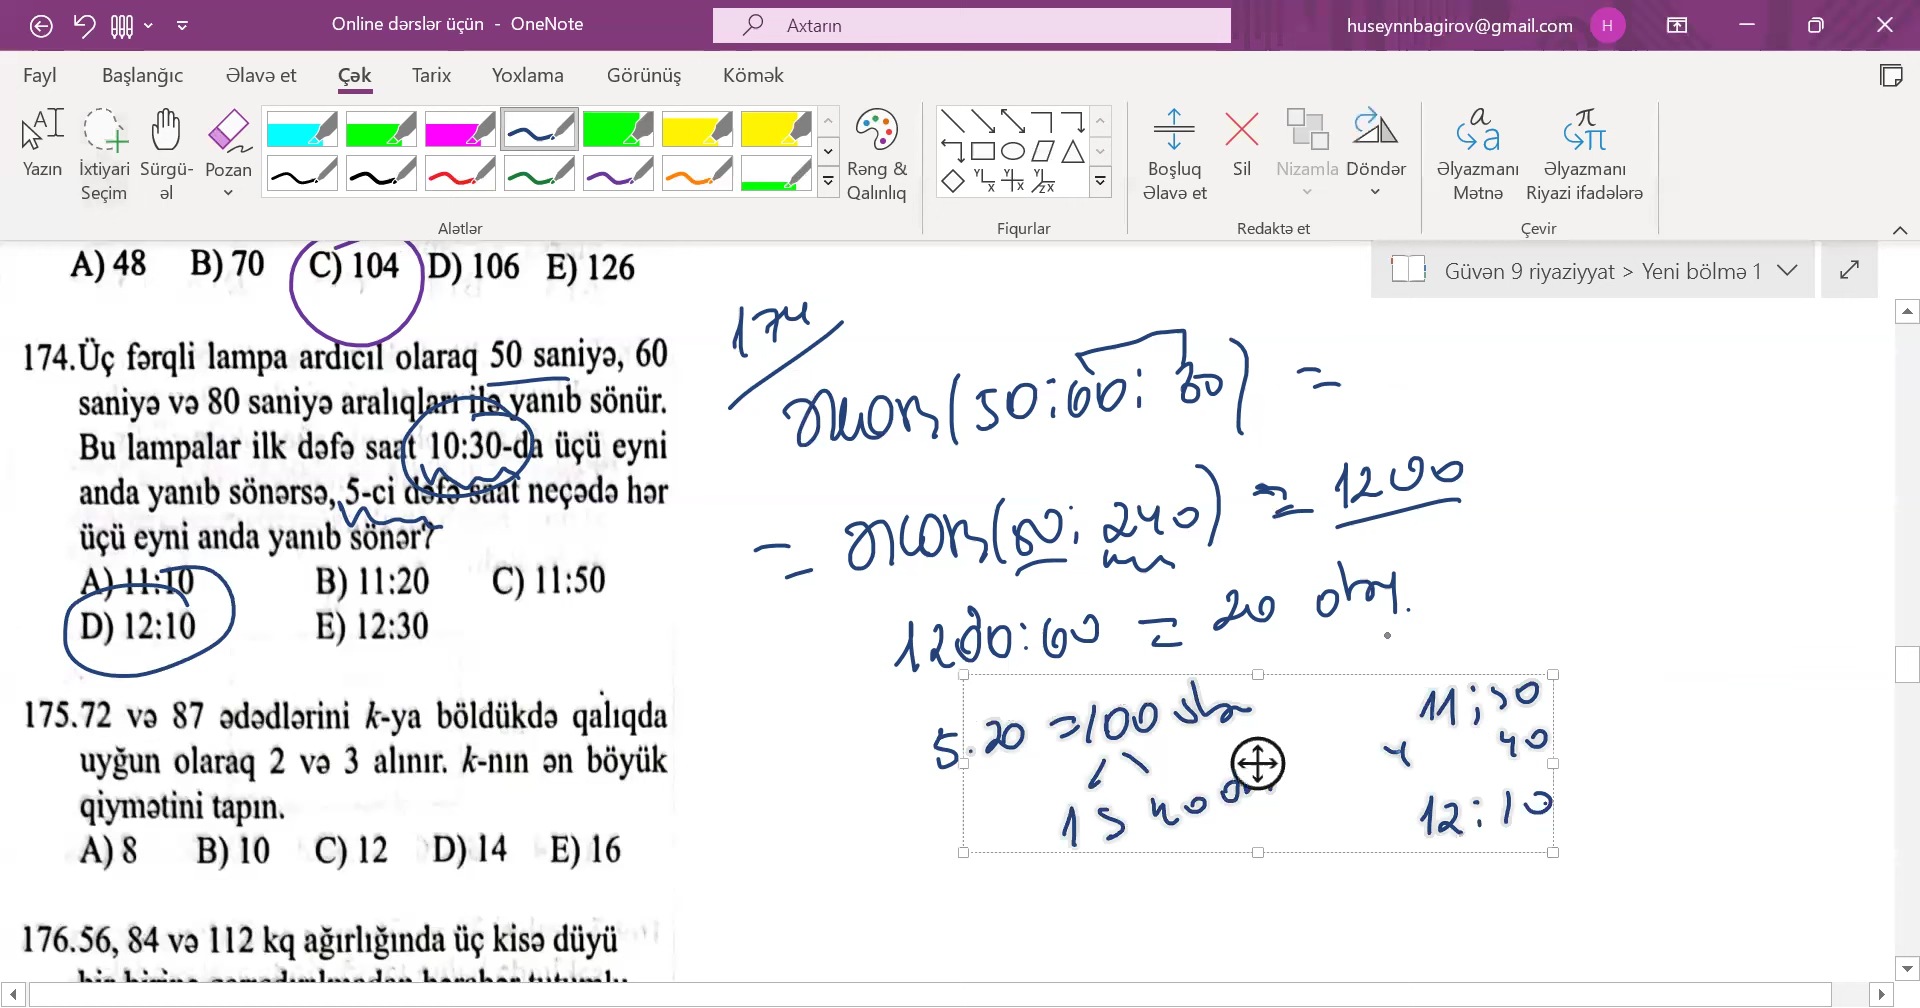 Online dərslər üçün - OneNote
Axtarın
huseynnbagirov@gmail.com
H
Fayl Başlanğıc Əlavə et Çək Tarix Yoxlama Görünüş Kömək
Yazın
İxtiyari Seçim
Sürgü-əl
Pozan
Rəng & Qalınlıq
Boşluq Əlavə et
Sil
Nizamla
Döndər
Əlyazmanı Mətnə
Əlyazmanı Riyazi ifadələrə
Alətlər
Fiqurlar
Redaktə et
Çevir
Güvən 9 riyaziyyat > Yeni bölmə 1
A) 48 B) 70 C) 104 D) 106 E) 126
174. Üç fərqli lampa ardıcıl olaraq 50 saniyə, 60
saniyə və 80 saniyə aralıqları ilə yanıb sönür.
Bu lampalar ilk dəfə saat 10:30-da üçü eyni
anda yanıb sönərsə, 5-ci dəfə saat neçədə hər
üçü eyni anda yanıb sönər?
A) 11:10 B) 11:20 C) 11:50
D) 12:10 E) 12:30
175. 72 və 87 ədədlərini k-ya böldükdə qalıqda
uyğun olaraq 2 və 3 alınır. k-nın ən böyük
qiymətini tapın.
A) 8 B) 10 C) 12 D) 14 E) 16
176. 56, 84 və 112 kq ağırlığında üç kisə düyü
174
(50; 60; 80) =
= (50; 240) = 1200
1200:60 = 20
5.20 = 100
1 s 40
11:30
40
12:10